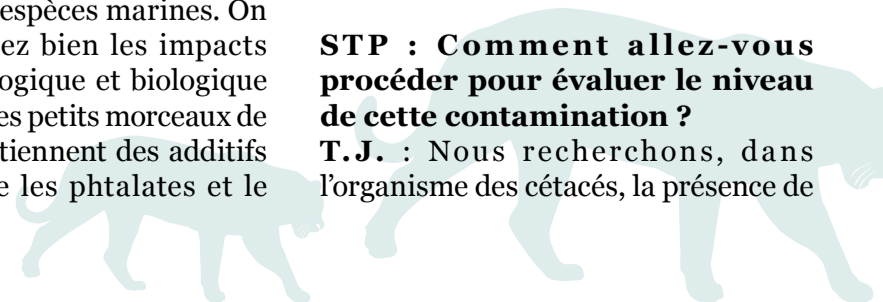 espèces marines. On
ez bien les impacts
ogique et biologique
es petits morceaux de
tiennent des additifs
e les phtalates et le
STP : Comment allez-vous
procéder pour évaluer le niveau
de cette contamination ?
T.J. : Nous recherchons, dans
l’organisme des cétacés, la présence de